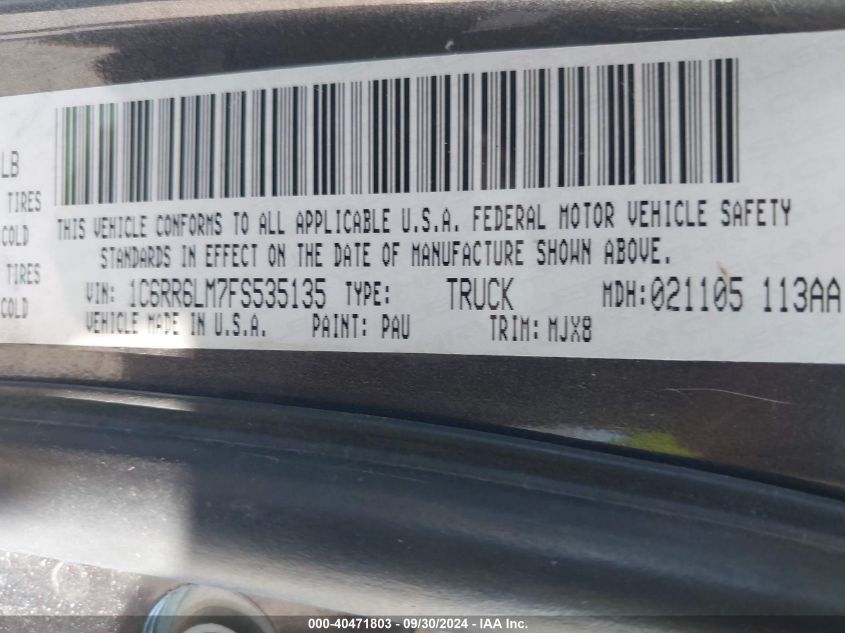 LB
TIRES
COLD
TIRES
COLD
THIS VEHICLE CONFORMS TO ALL APPLICABLE U.S.A. FEDERAL MOTOR VEHICLE SAFETY
STANDARDS IN EFFECT ON THE DATE OF MANUFACTURE SHOWN ABOVE.
VIN: 1C6RR6LM7FS535135 TYPE: TRUCK MDH:021105 113AA
VEHICLE MADE IN U.S.A. PAINT: PAU TRIM: MJX8
000-40471803 / 09/30/2024 - IAA Inc.